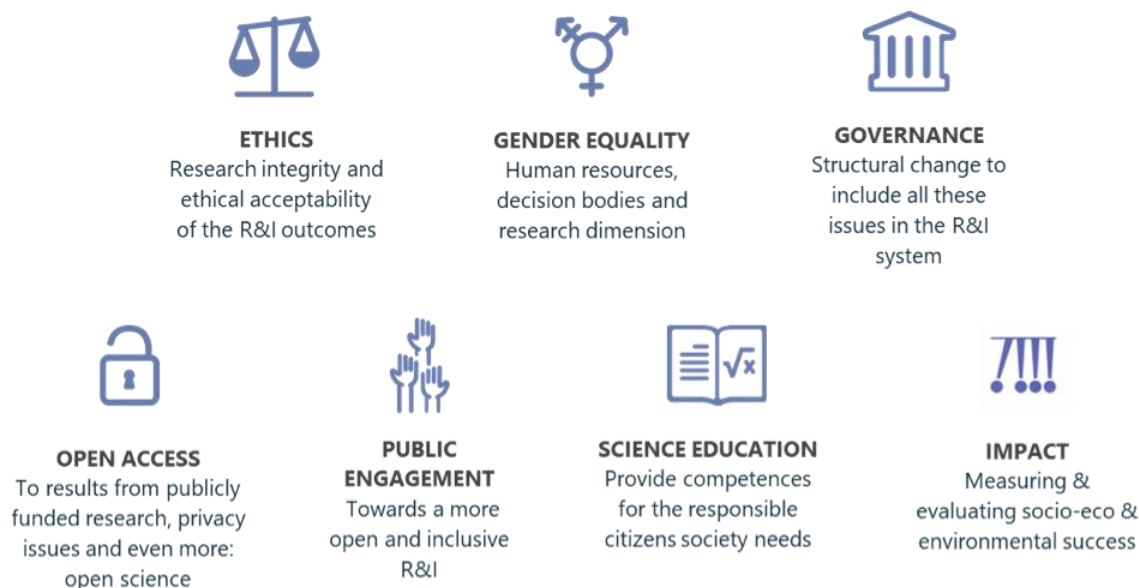 ETHICS
Research integrity and
ethical acceptability
of the R&I outcomes
GENDER EQUALITY
Human resources,
decision bodies and
research dimension
GOVERNANCE
Structural change to
include all these
issues in the R&I
system
OPEN ACCESS
To results from publicly
funded research, privacy
issues and even more:
open science
PUBLIC
ENGAGEMENT
Towards a more
open and inclusive
R&I
√x
SCIENCE EDUCATION
Provide competences
for the responsible
citizens society needs
IMPACT
Measuring &
evaluating socio-eco &
environmental success